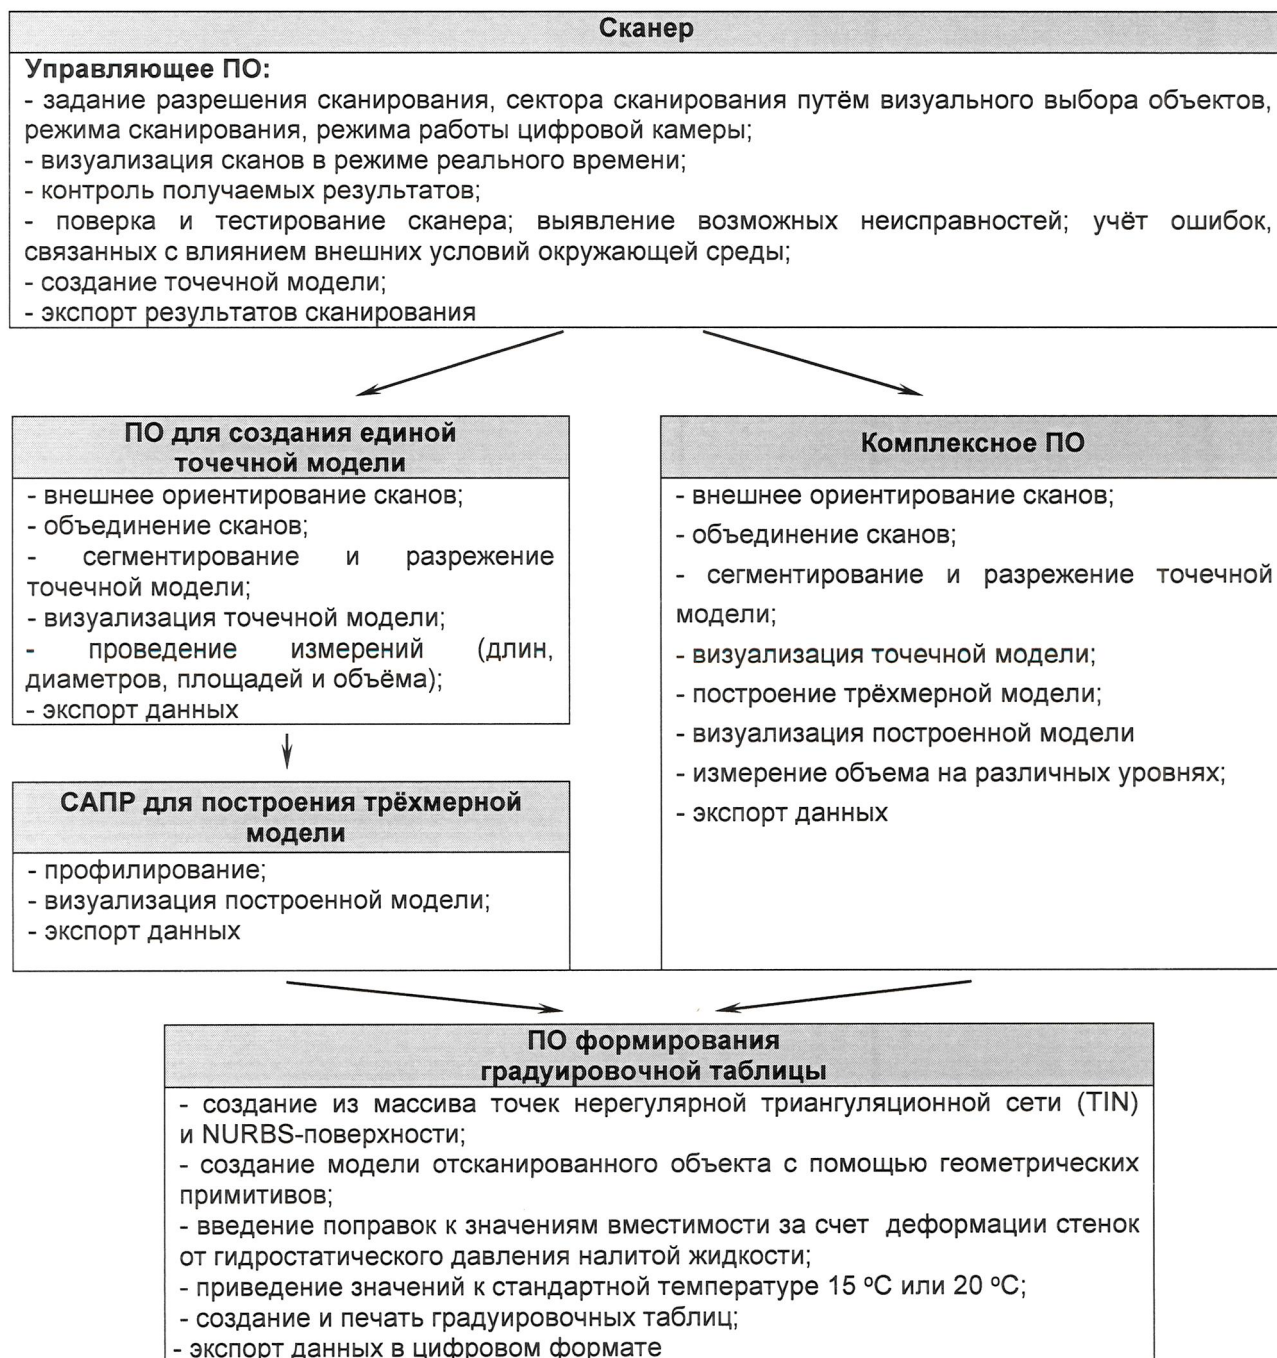 Сканер
Управляющее ПО:
- задание разрешения сканирования, сектора сканирования путём визуального выбора объектов,
режима сканирования, режима работы цифровой камеры;
- визуализация сканов в режиме реального времени;
- контроль получаемых результатов;
- поверка и тестирование сканера; выявление возможных неисправностей; учёт ошибок,
связанных с влиянием внешних условий окружающей среды;
- создание точечной модели;
- экспорт результатов сканирования
ПО для создания единой
точечной модели
- внешнее ориентирование сканов;
- объединение сканов;
- сегментирование и разрежение
точечной модели;
- визуализация точечной модели;
- проведение измерений (длин,
диаметров, площадей и объёма);
- экспорт данных
САПР для построения трёхмерной
модели
- профилирование;
- визуализация построенной модели;
- экспорт данных
Комплексное ПО
- внешнее ориентирование сканов;
- объединение сканов;
- сегментирование и разрежение точечной
модели;
- визуализация точечной модели;
- построение трёхмерной модели;
- визуализация построенной модели
- измерение объема на различных уровнях;
- экспорт данных
ПО формирования
градуировочной таблицы
- создание из массива точек нерегулярной триангуляционной сети (TIN)
и NURBS-поверхности;
- создание модели отсканированного объекта с помощью геометрических
примитивов;
- введение поправок к значениям вместимости за счет деформации стенок
от гидростатического давления налитой жидкости;
- приведение значений к стандартной температуре 15 ºС или 20 ºС;
- создание и печать градуировочных таблиц;
- экспорт данных в цифровом формате